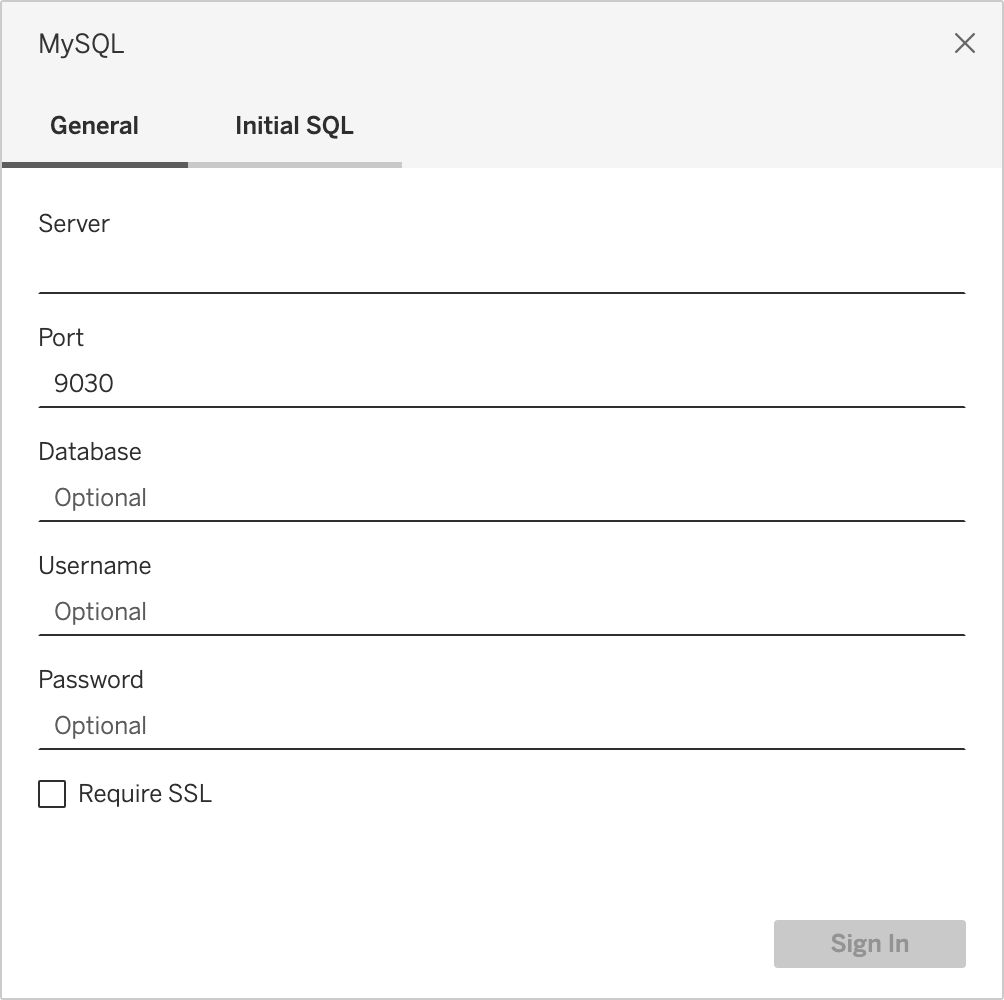 MySQL
General
Initial SQL
Server
Port
9030
Database
Optional
Username
Optional
Password
Optional
Require SSL
Sign In